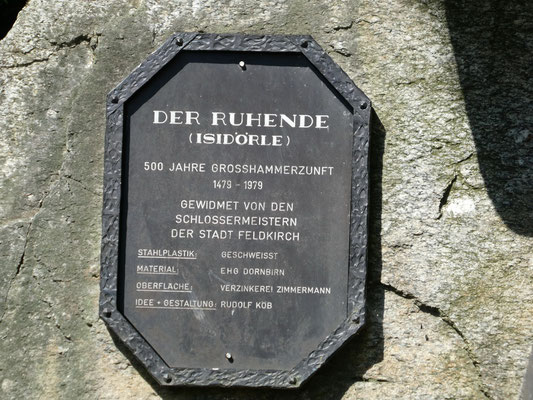 DER RUHENDE
(ISIDÖRLE)
500 JAHRE GROSSHAMMERZUNFT
1479 - 1979
GEWIDMET VON DEN
SCHLOSSERMEISTERN
DER STADT FELDKIRCH
STAHLPLASTIK: GESCHWEISST
MATERIAL: EHG DORNBIRN
OBERFLÄCHE: VERZINKEREI ZIMMERMANN
IDEE + GESTALTUNG: RUDOLF KÖB